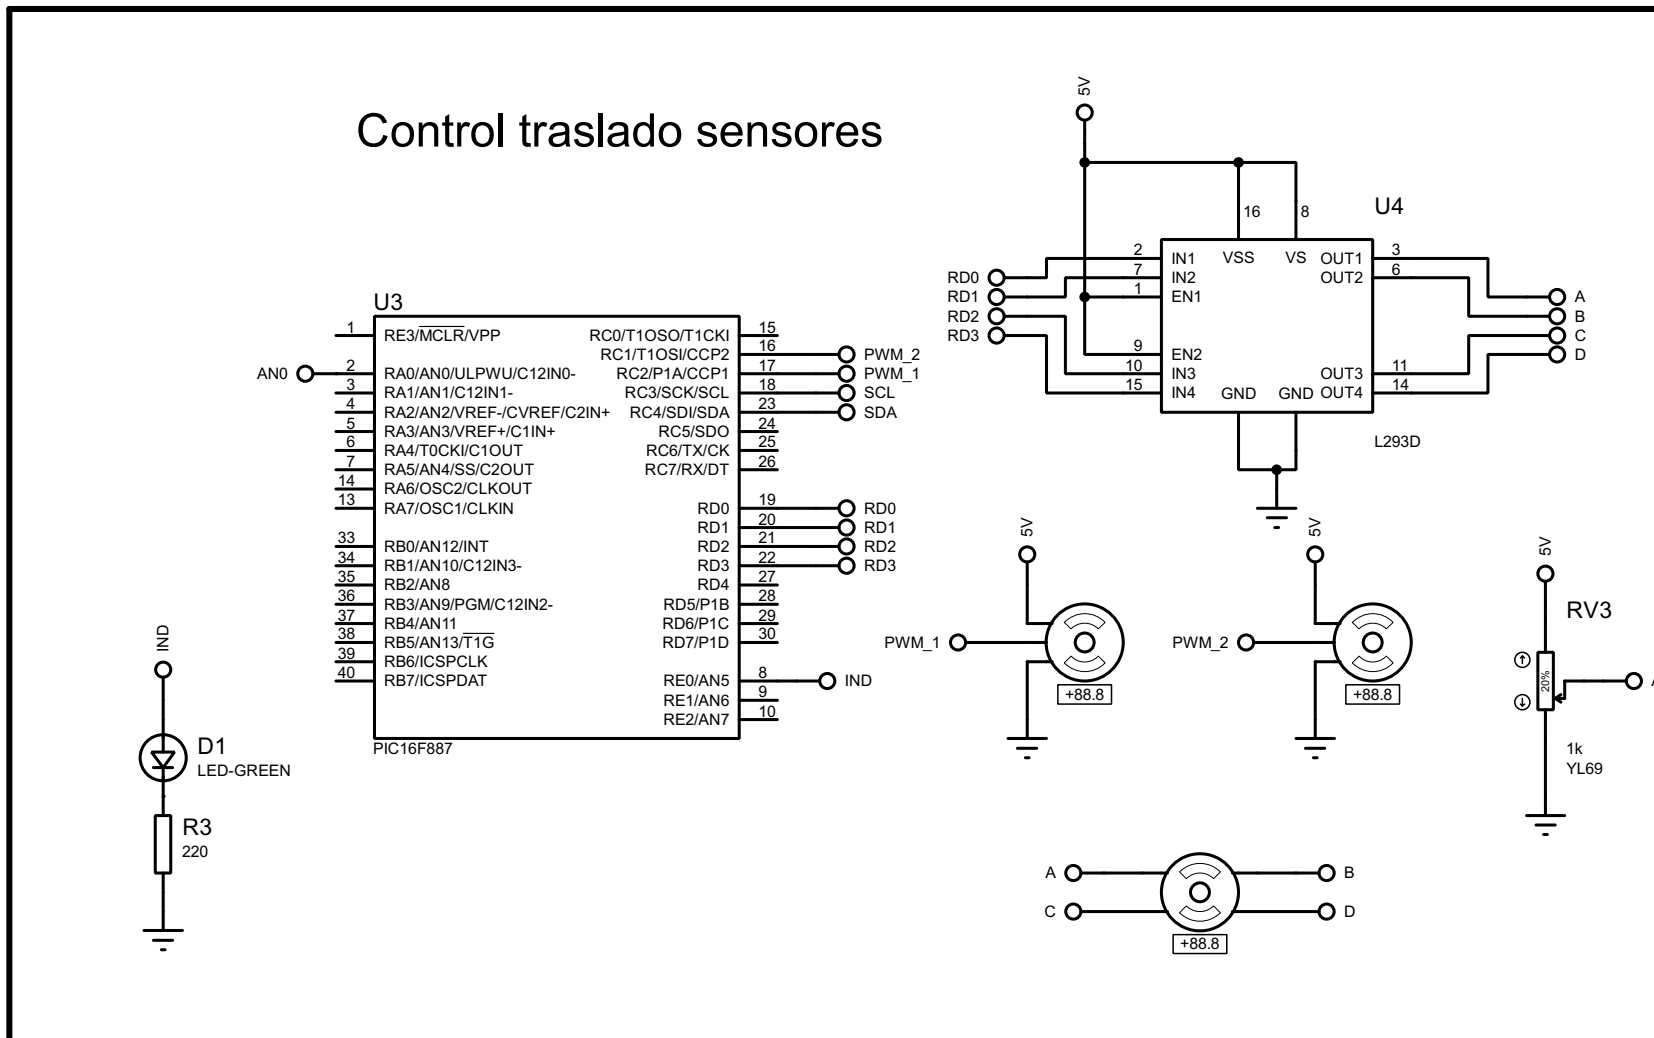 Control traslado sensores
U3
1 RE3/MCLR/VPP
AN0 2 RA0/AN0/ULPWU/C12IN0-
3 RA1/AN1/C12IN1-
4 RA2/AN2/VREF-/CVREF/C2IN+
5 RA3/AN3/VREF+/C1IN+
6 RA4/T0CKI/C1OUT
7 RA5/AN4/SS/C2OUT
14 RA6/OSC2/CLKOUT
13 RA7/OSC1/CLKIN
33 RB0/AN12/INT
34 RB1/AN10/C12IN3-
35 RB2/AN8
36 RB3/AN9/PGM/C12IN2-
37 RB4/AN11
38 RB5/AN13/T1G
39 RB6/ICSPCLK
40 RB7/ICSPDAT
RC0/T1OSO/T1CKI 15
RC1/T1OSI/CCP2 16 PWM_2
RC2/P1A/CCP1 17 PWM_1
RC3/SCK/SCL 18 SCL
RC4/SDI/SDA 23 SDA
RC5/SDO 24
RC6/TX/CK 25
RC7/RX/DT 26
RD0 19 RD0
RD1 20 RD1
RD2 21 RD2
RD3 22 RD3
RD4 27
RD5/P1B 28
RD6/P1C 29
RD7/P1D 30
RE0/AN5 8 IND
RE1/AN6 9
RE2/AN7 10
PIC16F887
5V
16 8 U4
RD0 2 IN1 VSS VS OUT1 3
RD1 7 IN2 OUT2 6
RD2 1 EN1 A
RD3 B
C
9 EN2 D
10 IN3 OUT3 11
15 IN4 GND GND OUT4 14
L293D
5V
PWM_1
+88.8
5V
PWM_2
+88.8
5V
RV3
20%
A
1k
YL69
IND
D1
LED-GREEN
R3
220
A B
C D
+88.8